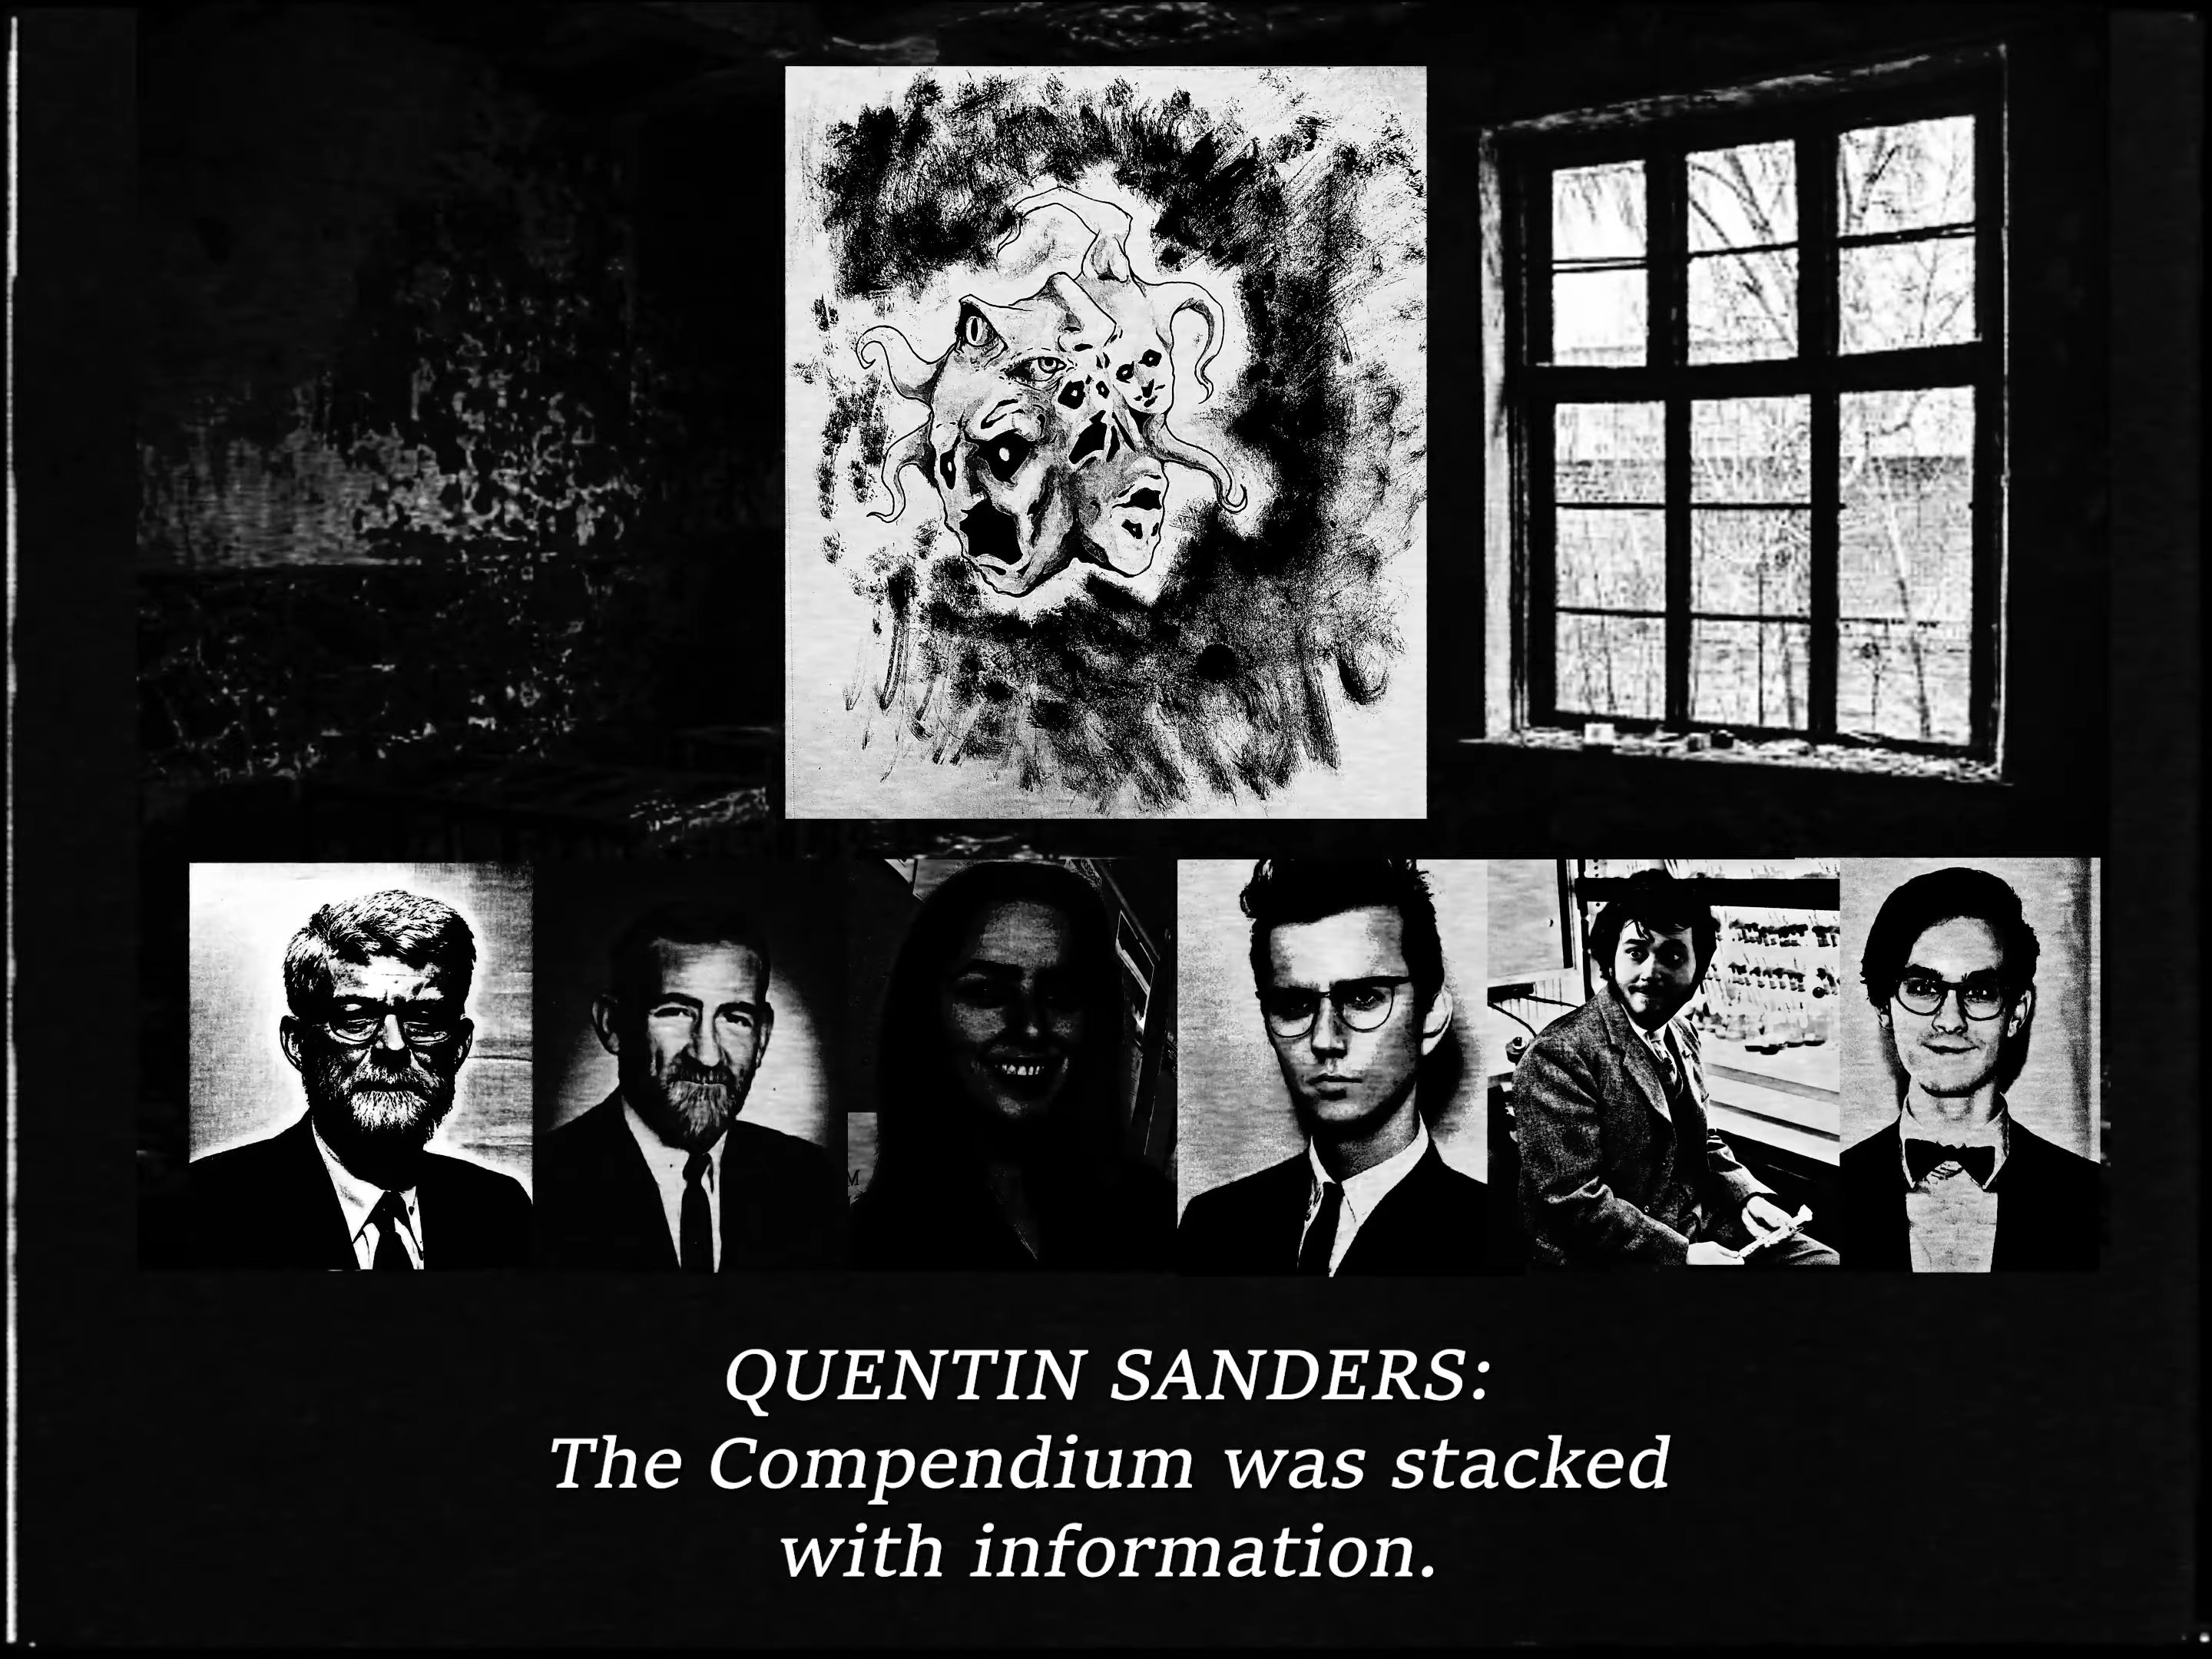 QUENTIN SANDERS:
The Compendium was stacked
with information.